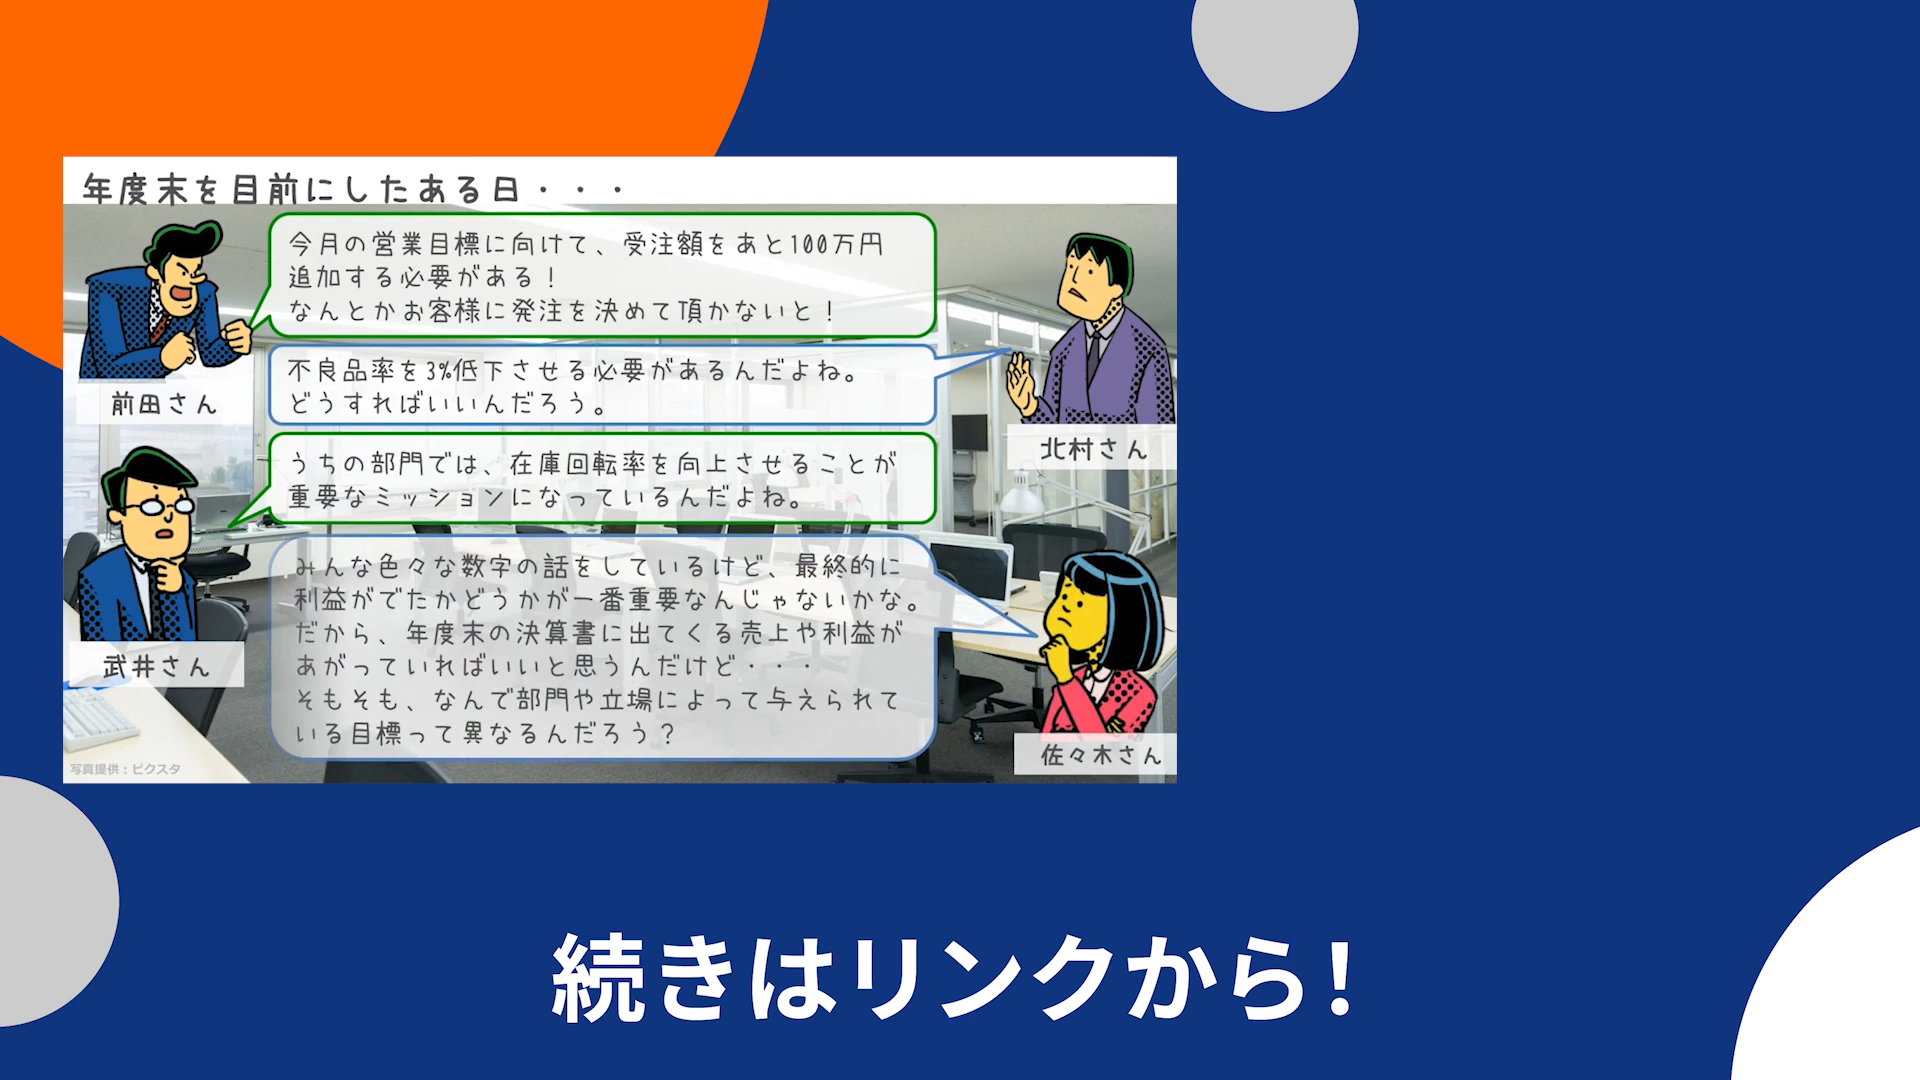 年度末を目前にしたある日・・・
今月の営業目標に向けて、受注額をあと100万円
追加する必要がある！
なんとかお客様に発注を決めて頂かないと！
前田さん
不良品率を3%低下させる必要があるんだよね。
どうすればいいんだろう。
北村さん
うちの部門では、在庫回転率を向上させることが
重要なミッションになっているんだよね。
武井さん
みんな色々な数字の話をしているけど、最終的に
利益がでたかどうかが一番重要なんじゃないかな。
だから、年度末の決算書に出てくる売上や利益が
あがっていればいいと思うんだけど・・・
そもそも、なんで部門や立場によって与えられて
いる目標って異なるんだろう？
佐々木さん
写真提供：ピクスタ
続きはリンクから!